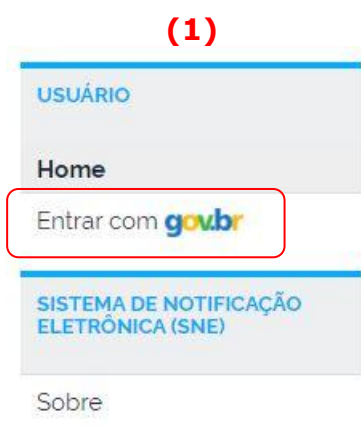 (1)
USUÁRIO
Home
Entrar com gov.br
SISTEMA DE NOTIFICAÇÃO
ELETRÔNICA (SNE)
Sobre